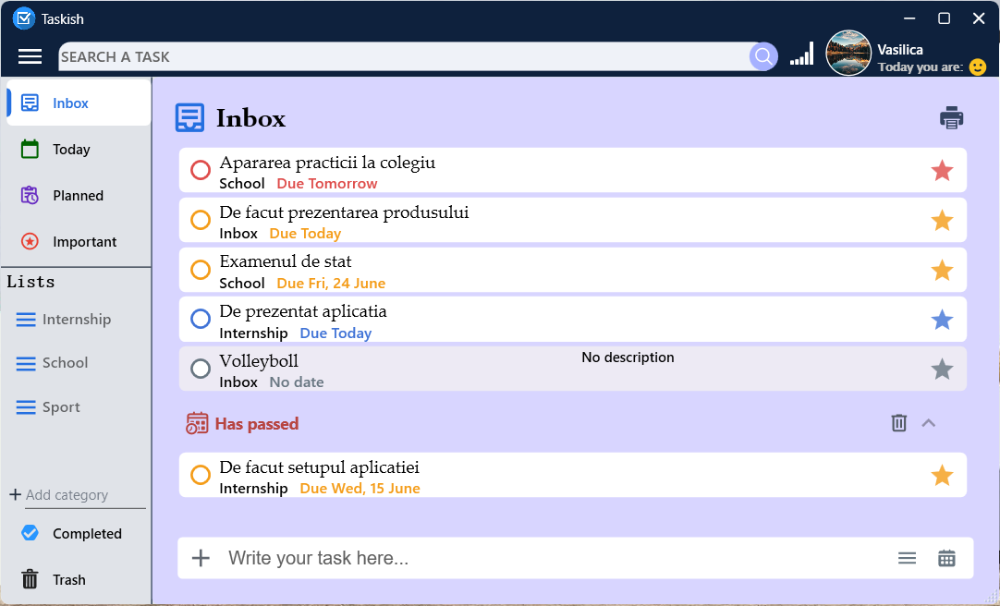 Taskish
SEARCH A TASK
Vasilica
Today you are:
Inbox
Today
Planned
Important
Lists
Internship
School
Sport
Add category
Completed
Trash
Inbox
Apararea practicii la colegiu
School Due Tomorrow
De facut prezentarea produsului
Inbox Due Today
Examenul de stat
School Due Fri, 24 June
De prezentat aplicatia
Internship Due Today
Volleyboll
No description
Inbox No date
Has passed
De facut setupul aplicatiei
Internship Due Wed, 15 June
Write your task here...